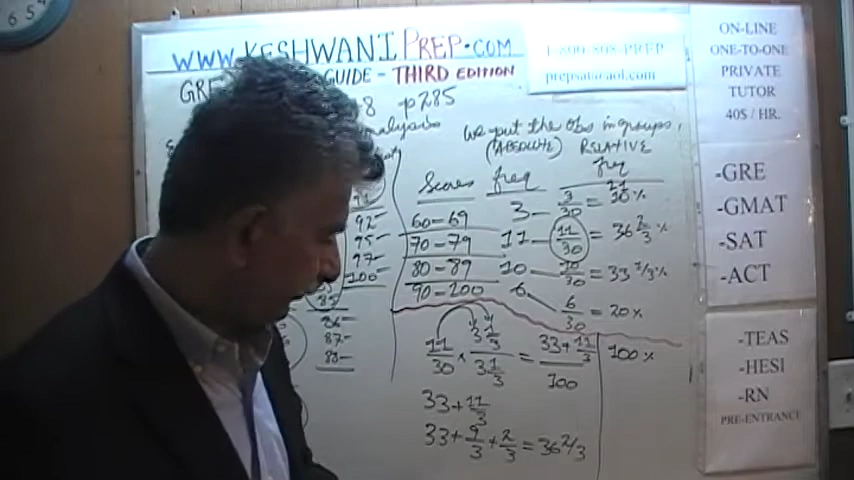 6 5
WWW.KESHWANIPREP.COM
1-800-808-PREP
prepsat@aol.com
GRE GUIDE - THIRD EDITION
8 p285
we put the obs in groups,
(ABSOLUTE) RELATIVE
Scores freq freq
60-69 3 3/30 = 10%
70-79 11 11/30 = 36 2/3%
80-89 10 10/30 = 33 1/3%
90-100 6 6/30 = 20%
100%
92
95
97
100
85
86
87
88
11/30 × 3 1/3 / 3 1/3 = 33+11/3 / 100
33+11/3
33+9/3+2/3=36 2/3
ON-LINE
ONE-TO-ONE
PRIVATE
TUTOR
40$ / HR.
-GRE
-GMAT
-SAT
-ACT
-TEAS
-HESI
-RN
PRE-ENTRANCE